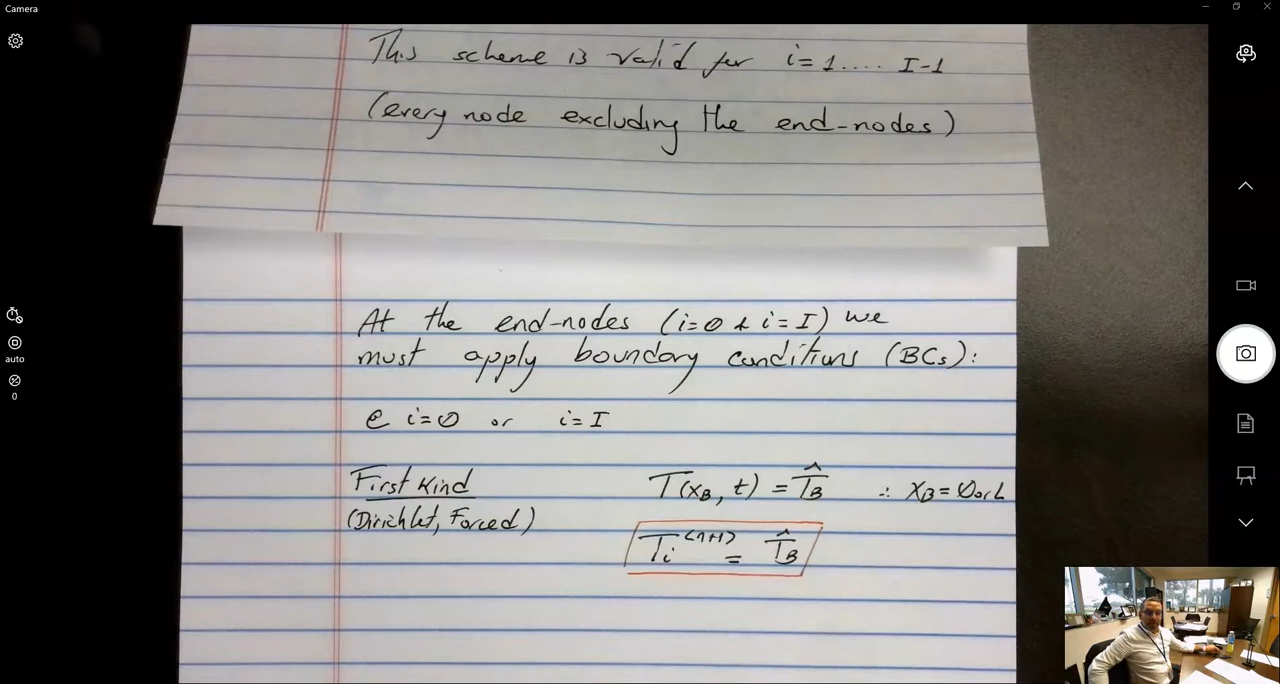 Camera
This scheme is valid for i=1.... I-1
(every node excluding the end-nodes)
At the end-nodes (i=0 & i=I) we
must apply boundary conditions (BCs):
@ i=0 or i=I
First Kind T(x_B, t) = T̂_B ∴ x_B=0 or L
(Dirichlet, Forced)
T_i^(n+1) = T̂_B
auto
0